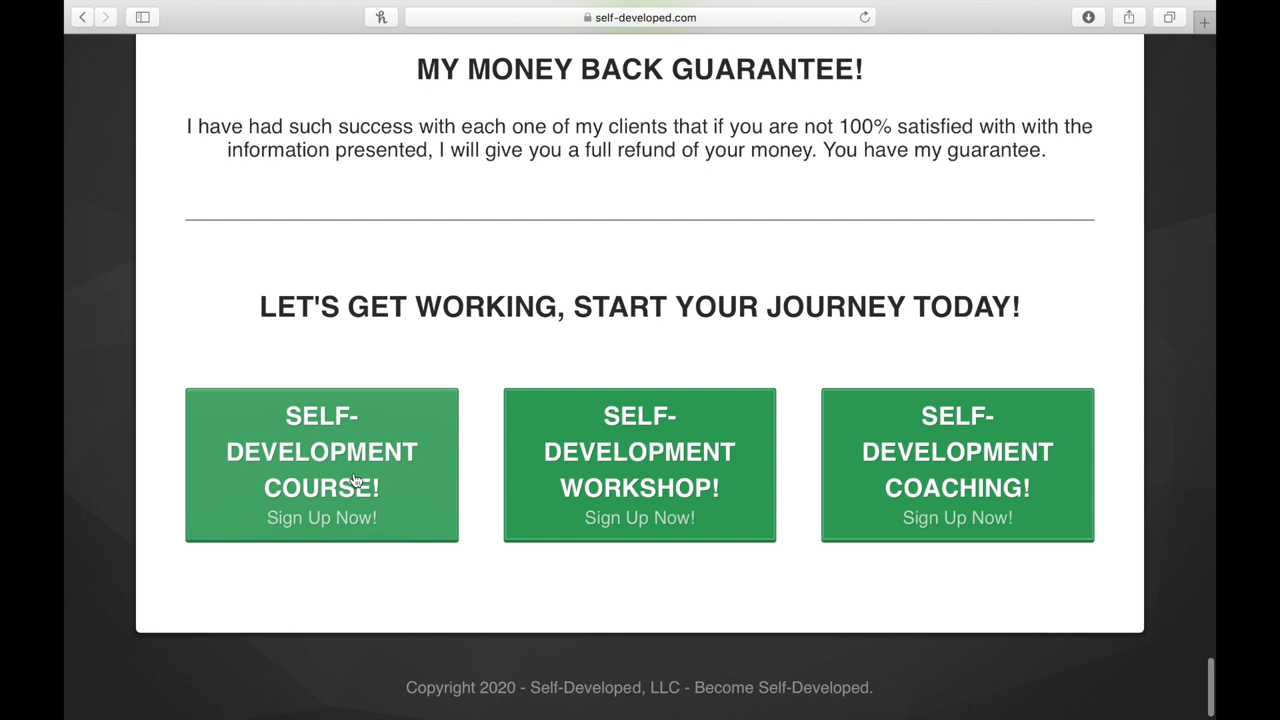 self-developed.com
MY MONEY BACK GUARANTEE!
I have had such success with each one of my clients that if you are not 100% satisfied with with the
information presented, I will give you a full refund of your money. You have my guarantee.
LET'S GET WORKING, START YOUR JOURNEY TODAY!
SELF-
DEVELOPMENT
COURSE!
Sign Up Now!
SELF-
DEVELOPMENT
WORKSHOP!
Sign Up Now!
SELF-
DEVELOPMENT
COACHING!
Sign Up Now!
Copyright 2020 - Self-Developed, LLC - Become Self-Developed.